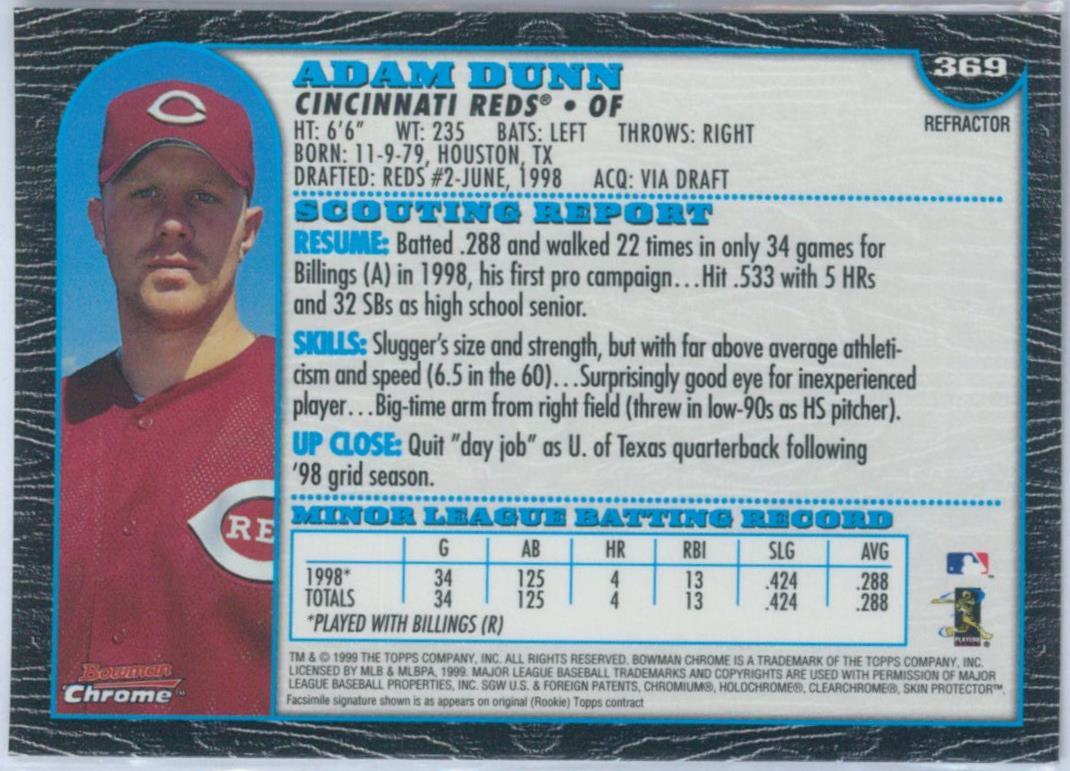 369
REFRACTOR
ADAM DUNN
CINCINNATI REDS® • OF
HT: 6'6" WT: 235 BATS: LEFT THROWS: RIGHT
BORN: 11-9-79, HOUSTON, TX
DRAFTED: REDS #2-JUNE, 1998 ACQ: VIA DRAFT
SCOUTING REPORT
RESUME: Batted .288 and walked 22 times in only 34 games for
Billings (A) in 1998, his first pro campaign...Hit .533 with 5 HRs
and 32 SBs as high school senior.
SKILLS: Slugger's size and strength, but with far above average athleti-
cism and speed (6.5 in the 60)...Surprisingly good eye for inexperienced
player...Big-time arm from right field (threw in low-90s as HS pitcher).
UP CLOSE: Quit "day job" as U. of Texas quarterback following
'98 grid season.
MINOR LEAGUE BATTING RECORD
G AB HR RBI SLG AVG
1998* 34 125 4 13 .424 .288
TOTALS 34 125 4 13 .424 .288
*PLAYED WITH BILLINGS (R)
TM & © 1999 THE TOPPS COMPANY, INC. ALL RIGHTS RESERVED. BOWMAN CHROME IS A TRADEMARK OF THE TOPPS COMPANY, INC.
LICENSED BY MLB & MLBPA, 1999. MAJOR LEAGUE BASEBALL TRADEMARKS AND COPYRIGHTS ARE USED WITH PERMISSION OF MAJOR
LEAGUE BASEBALL PROPERTIES, INC. SGW U.S. & FOREIGN PATENTS, CHROMIUM®, HOLOCHROME®, CLEARCHROME®, SKIN PROTECTOR™.
Facsimile signature shown is as appears on original (Rookie) Topps contract
C
RE
Bowman
Chrome™
PLAYERS